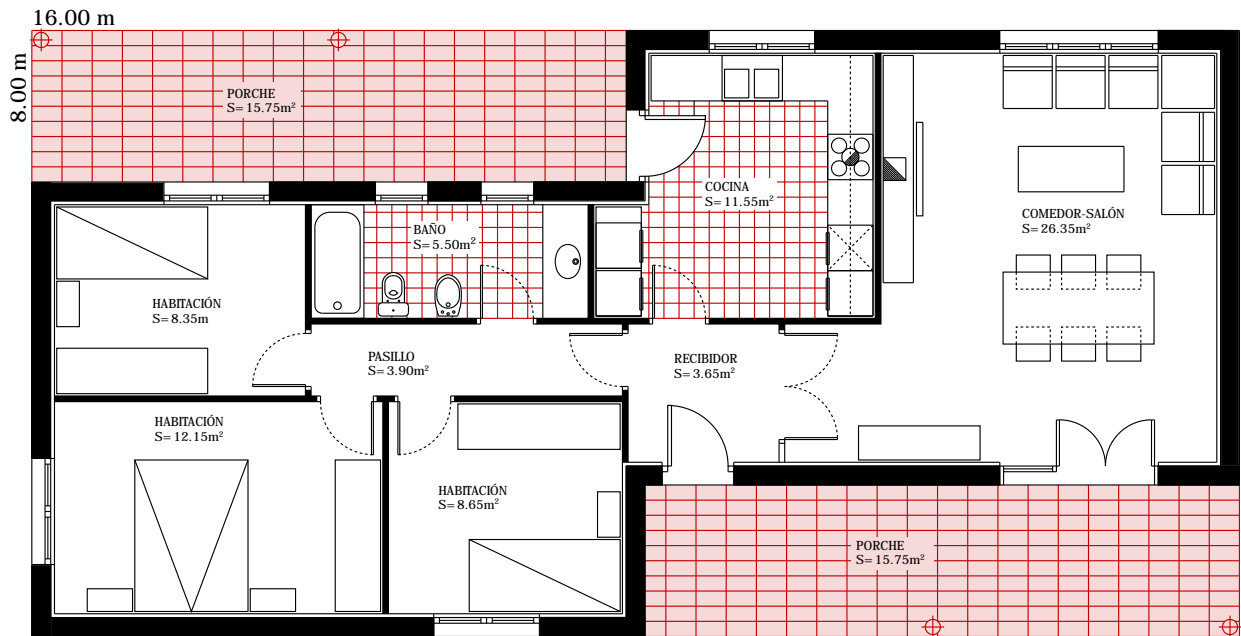 16.00 m
8.00 m
PORCHE
S= 15.75m²
COCINA
S= 11.55m²
COMEDOR-SALÓN
S= 26.35m²
BAÑO
S= 5.50m²
HABITACIÓN
S= 8.35m
PASILLO
S= 3.90m²
RECIBIDOR
S= 3.65m²
HABITACIÓN
S= 12.15m²
HABITACIÓN
S= 8.65m²
PORCHE
S= 15.75m²